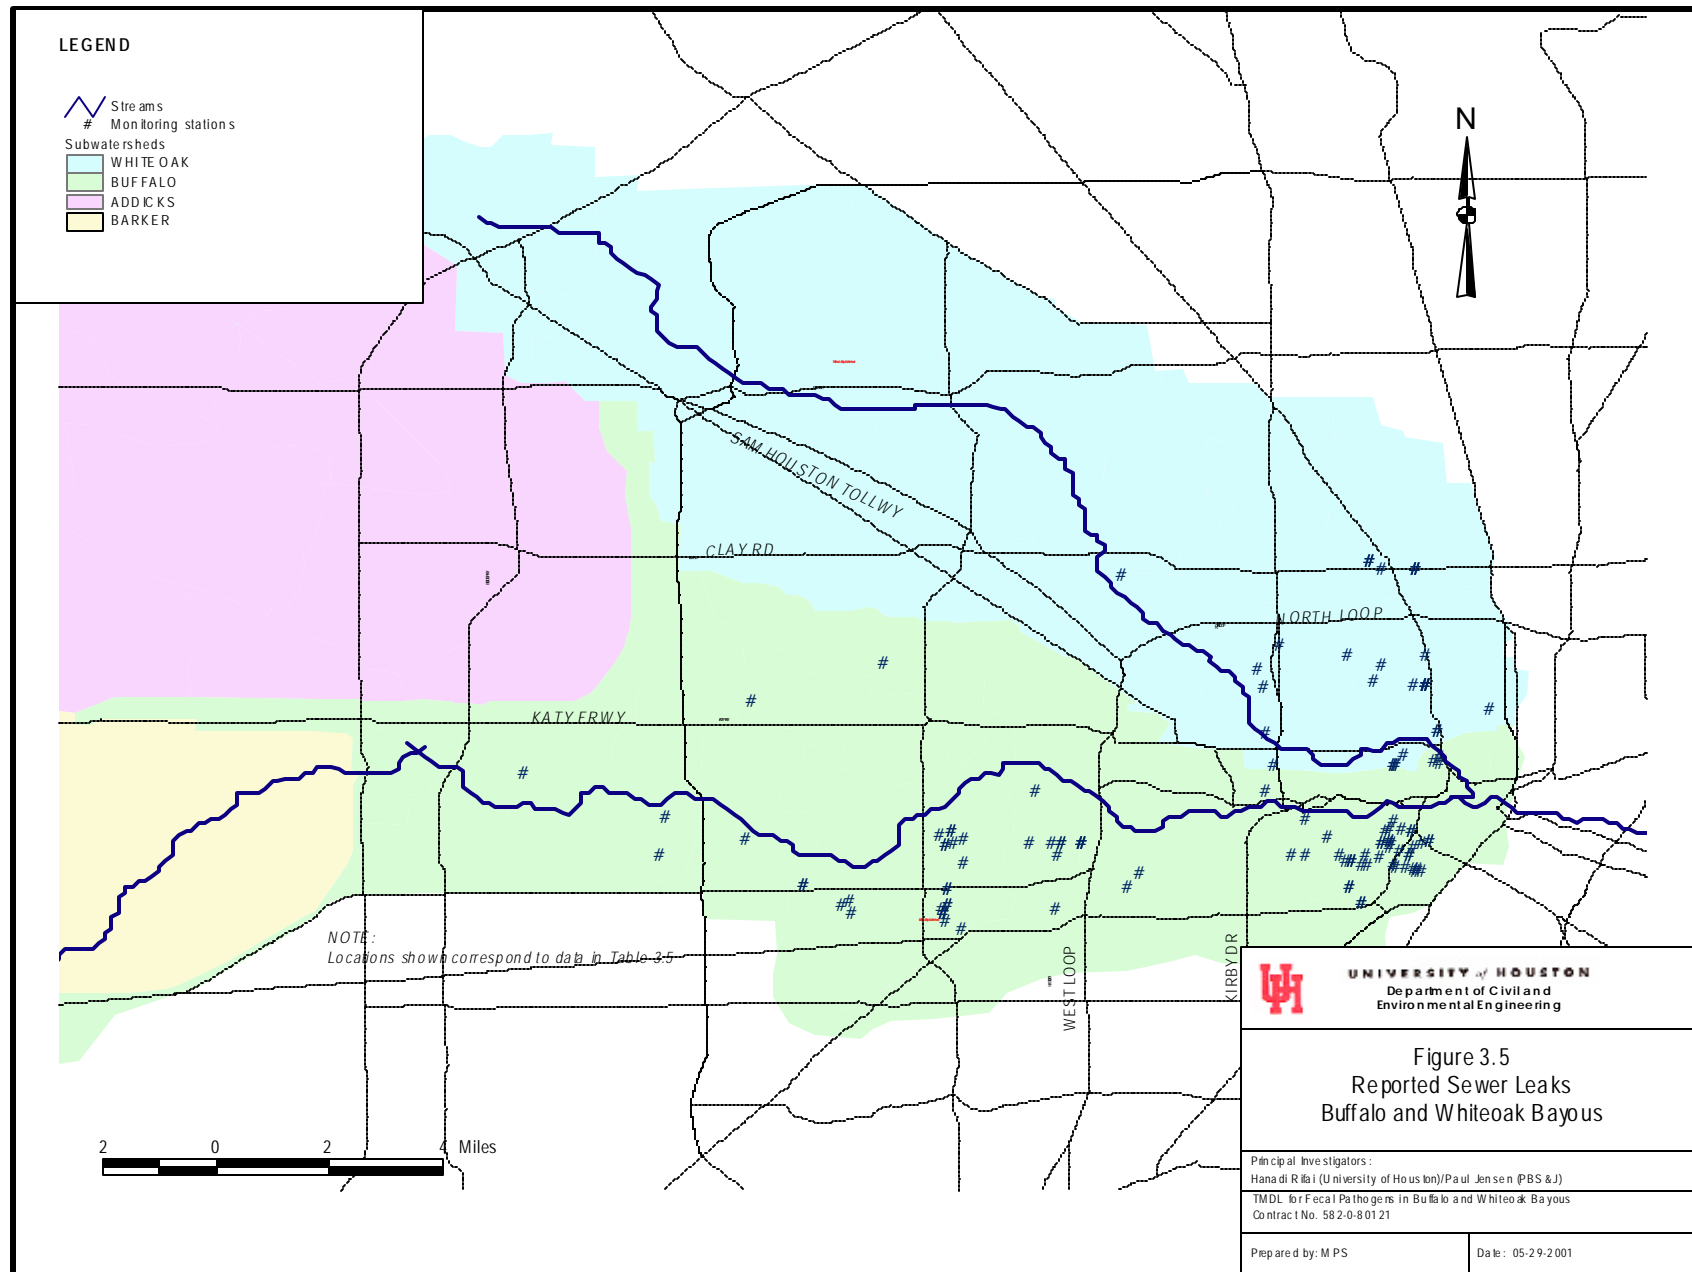 LEGEND
Streams
# Monitoring stations
Subwatersheds
WHITE OAK
BUFFALO
ADDICKS
BARKER
N
SAM HOUSTON TOLLWY
CLAY RD
NORTH LOOP
KATY FRWY
WEST LOOP
KIRBY DR
NOTE:
Locations shown correspond to data in Table 3.5
2 0 2 4 Miles
UNIVERSITY of HOUSTON
Department of Civil and
Environmental Engineering
Figure 3.5
Reported Sewer Leaks
Buffalo and Whiteoak Bayous
Principal Investigators:
Hanadi Rifai (University of Houston)/Paul Jensen (PBS&J)
TMDL for Fecal Pathogens in Buffalo and Whiteoak Bayous
Contract No. 582-0-80121
Prepared by: MPS
Date: 05-29-2001